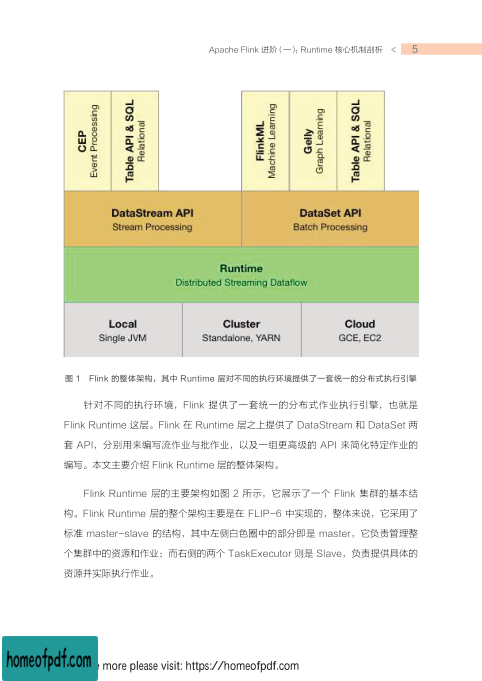 Apache Flink 进阶（一）：Runtime 核心机制剖析 < 5
CEP
Event Processing
Table API & SQL
Relational
FlinkML
Machine Learning
Gelly
Graph Learning
Table API & SQL
Relational
DataStream API
Stream Processing
DataSet API
Batch Processing
Runtime
Distributed Streaming Dataflow
Local
Single JVM
Cluster
Standalone, YARN
Cloud
GCE, EC2
图 1 Flink 的整体架构，其中 Runtime 层对不同的执行环境提供了一套统一的分布式执行引擎
针对不同的执行环境，Flink 提供了一套统一的分布式作业执行引擎，也就是
Flink Runtime 这层。Flink 在 Runtime 层之上提供了 DataStream 和 DataSet 两
套 API，分别用来编写流作业与批作业，以及一组更高级的 API 来简化特定作业的
编写。本文主要介绍 Flink Runtime 层的整体架构。
Flink Runtime 层的主要架构如图 2 所示，它展示了一个 Flink 集群的基本结
构。Flink Runtime 层的整个架构主要是在 FLIP-6 中实现的，整体来说，它采用了
标准 master-slave 的结构，其中左侧白色圈中的部分即是 master，它负责管理整
个集群中的资源和作业；而右侧的两个 TaskExecutor 则是 Slave，负责提供具体的
资源并实际执行作业。
homeofpdf.com
more please visit: https://homeofpdf.com